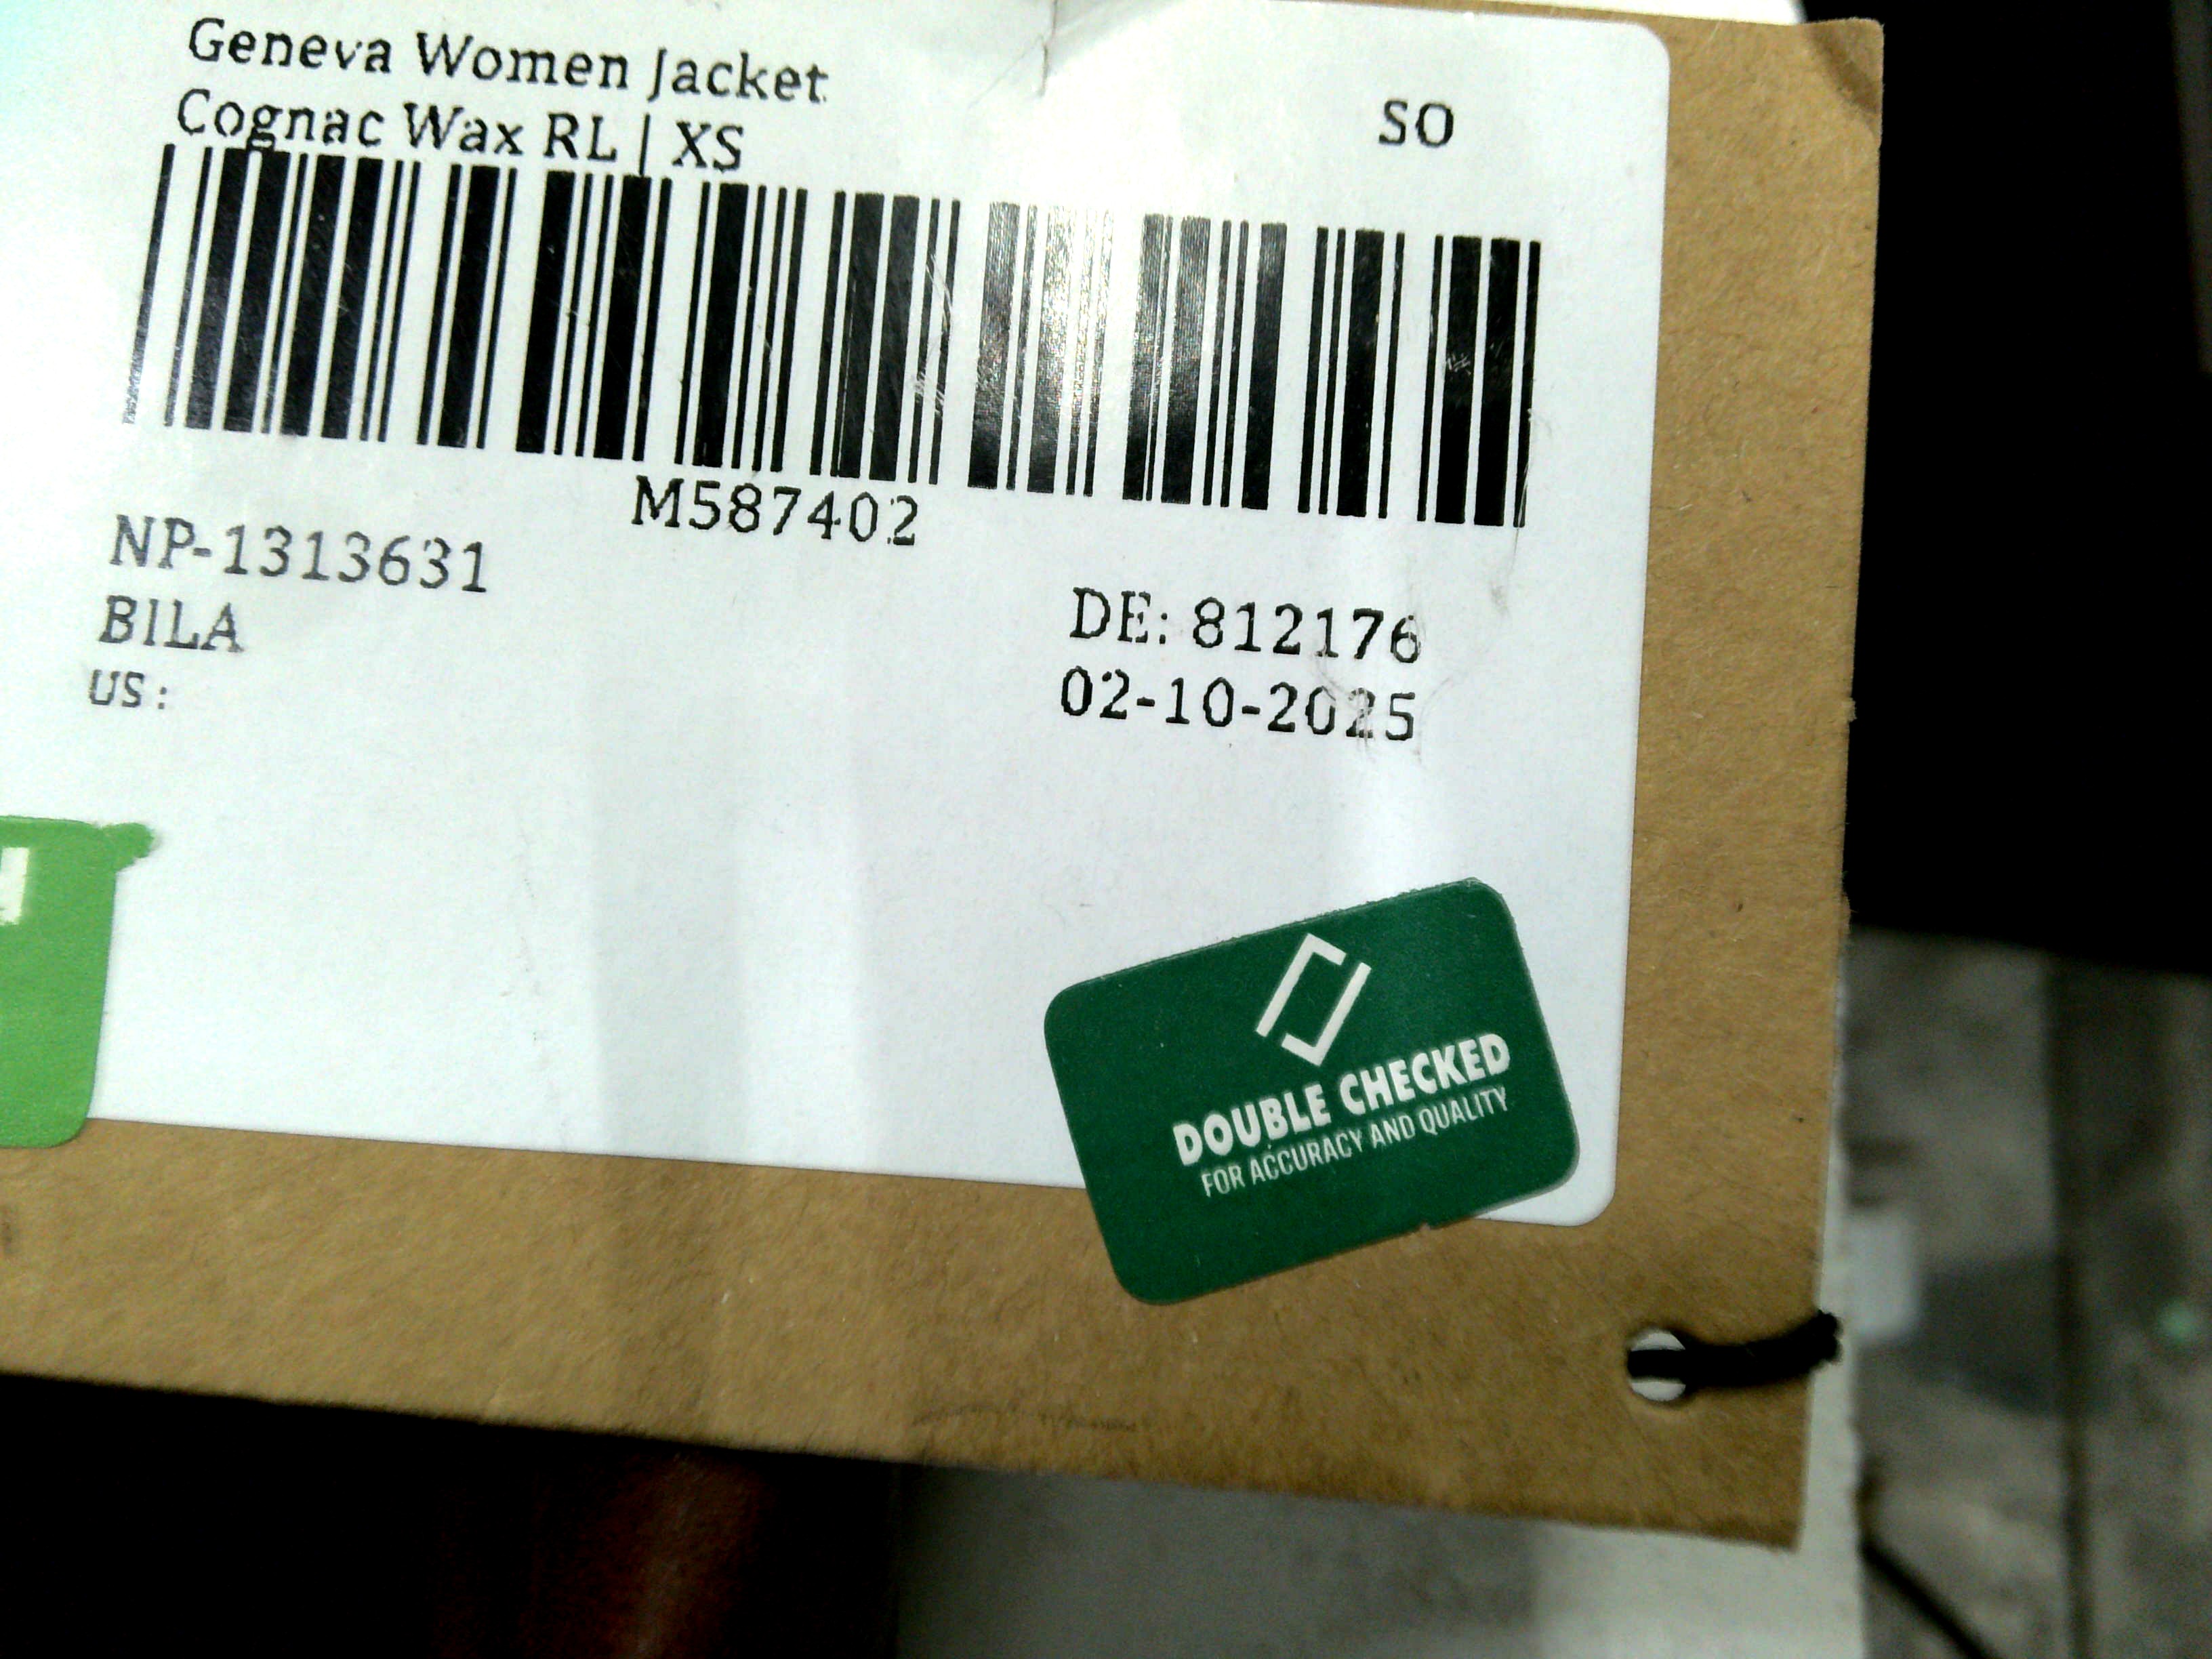 Geneva Women Jacket
Cognac Wax RL | XS
SO
M587402
NP-1313631
BILA
US:
DE: 812176
02-10-2025
DOUBLE CHECKED
FOR ACCURACY AND QUALITY